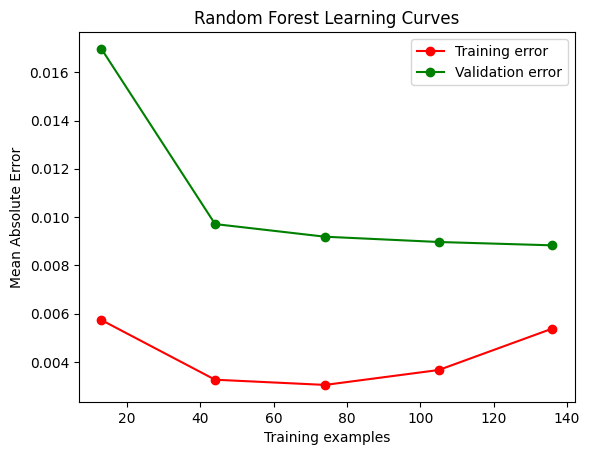 Random Forest Learning Curves
Training error
Validation error
Mean Absolute Error
0.016
0.014
0.012
0.010
0.008
0.006
0.004
20 40 60 80 100 120 140
Training examples